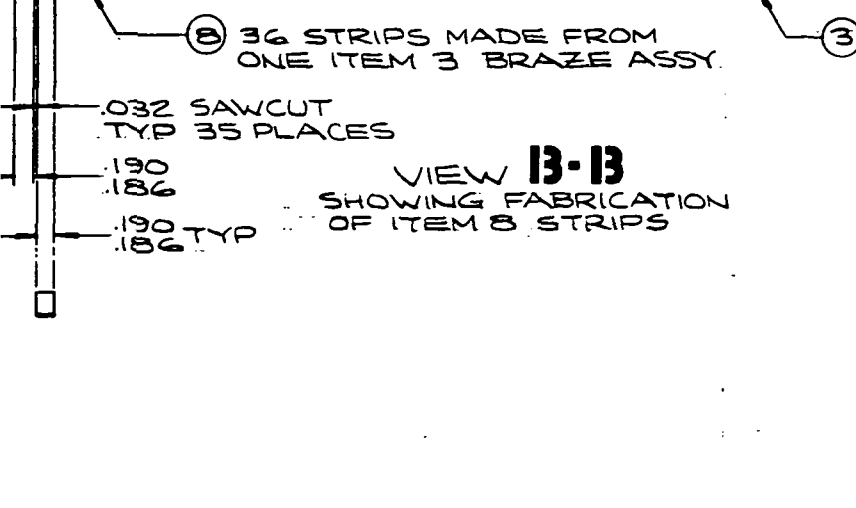 8 36 STRIPS MADE FROM
ONE ITEM 3 BRAZE ASSY.
3
.032 SAWCUT
TYP 35 PLACES
.190
.186
VIEW B-B
SHOWING FABRICATION
OF ITEM 8 STRIPS
.190
.186 TYP